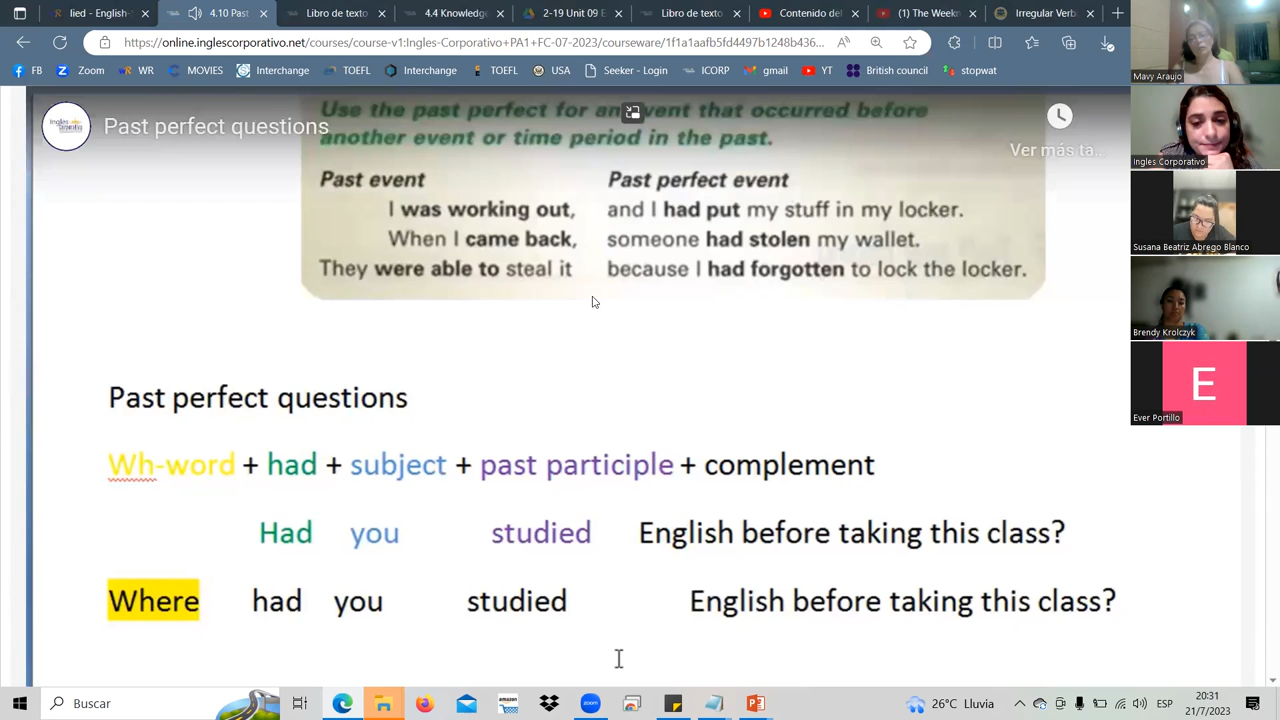 lied - English-
4.10 Past
Libro de texto
4.4 Knowledge
2-19 Unit 09 E
Libro de texto
Contenido del
(1) The Weekn
Irregular Verb
https://online.inglescorporativo.net/courses/course-v1:Ingles-Corporativo+PA1+FC-07-2023/courseware/1f1a1aafb5fd4497b1248b436...
FB
Zoom
WR
MOVIES
Interchange
TOEFL
Interchange
TOEFL
USA
Seeker - Login
ICORP
gmail
YT
British council
stopwat
Past perfect questions
Ver más ta...
Use the past perfect for an event that occurred before
another event or time period in the past.
Past event Past perfect event
I was working out, and I had put my stuff in my locker.
When I came back, someone had stolen my wallet.
They were able to steal it because I had forgotten to lock the locker.
Past perfect questions
Wh-word + had + subject + past participle + complement
Had you studied English before taking this class?
Where had you studied English before taking this class?
Mavy Araujo
Ingles Corporativo
Susana Beatriz Abrego Blanco
Brendy Krolczyk
E
Ever Portillo
Buscar
26°C Lluvia
ESP
20:31
21/7/2023